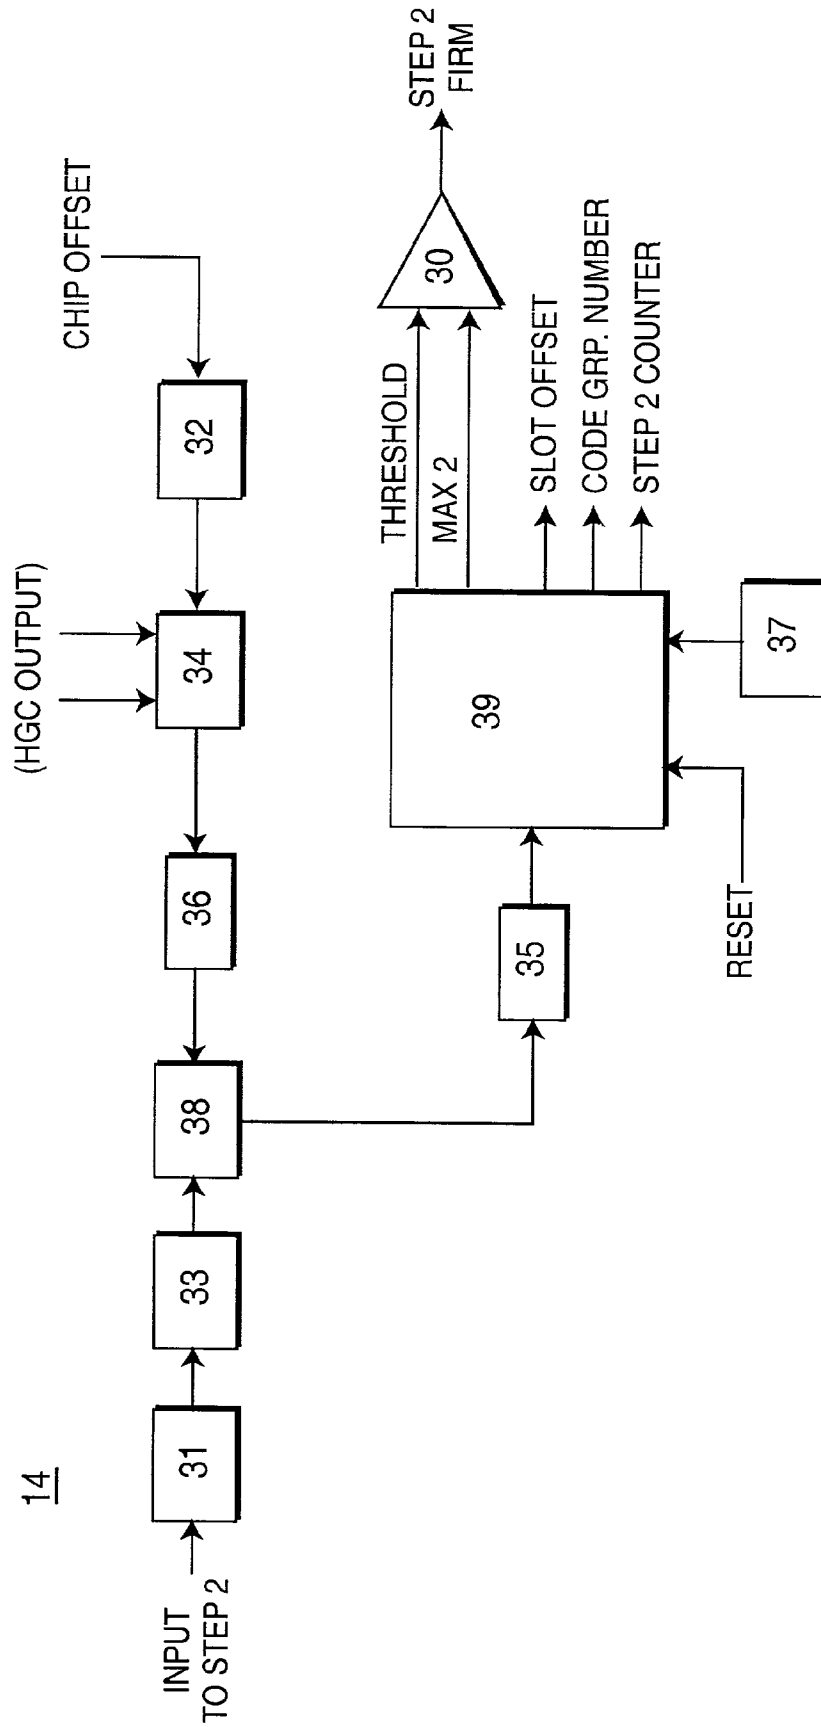 14
INPUT
TO STEP 2
31
33
38
36
34
(HGC OUTPUT)
32
CHIP OFFSET
35
39
RESET
37
THRESHOLD
MAX 2
30
STEP 2
FIRM
SLOT OFFSET
CODE GRP. NUMBER
STEP 2 COUNTER